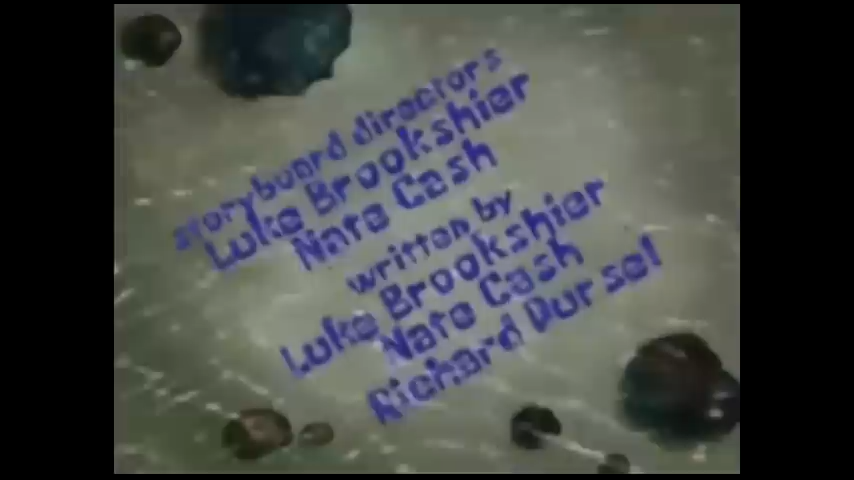 storyboard directors
Luke Brookshier
Nate Cash
written by
Luke Brookshier
Nate Cash
Richard Pursel